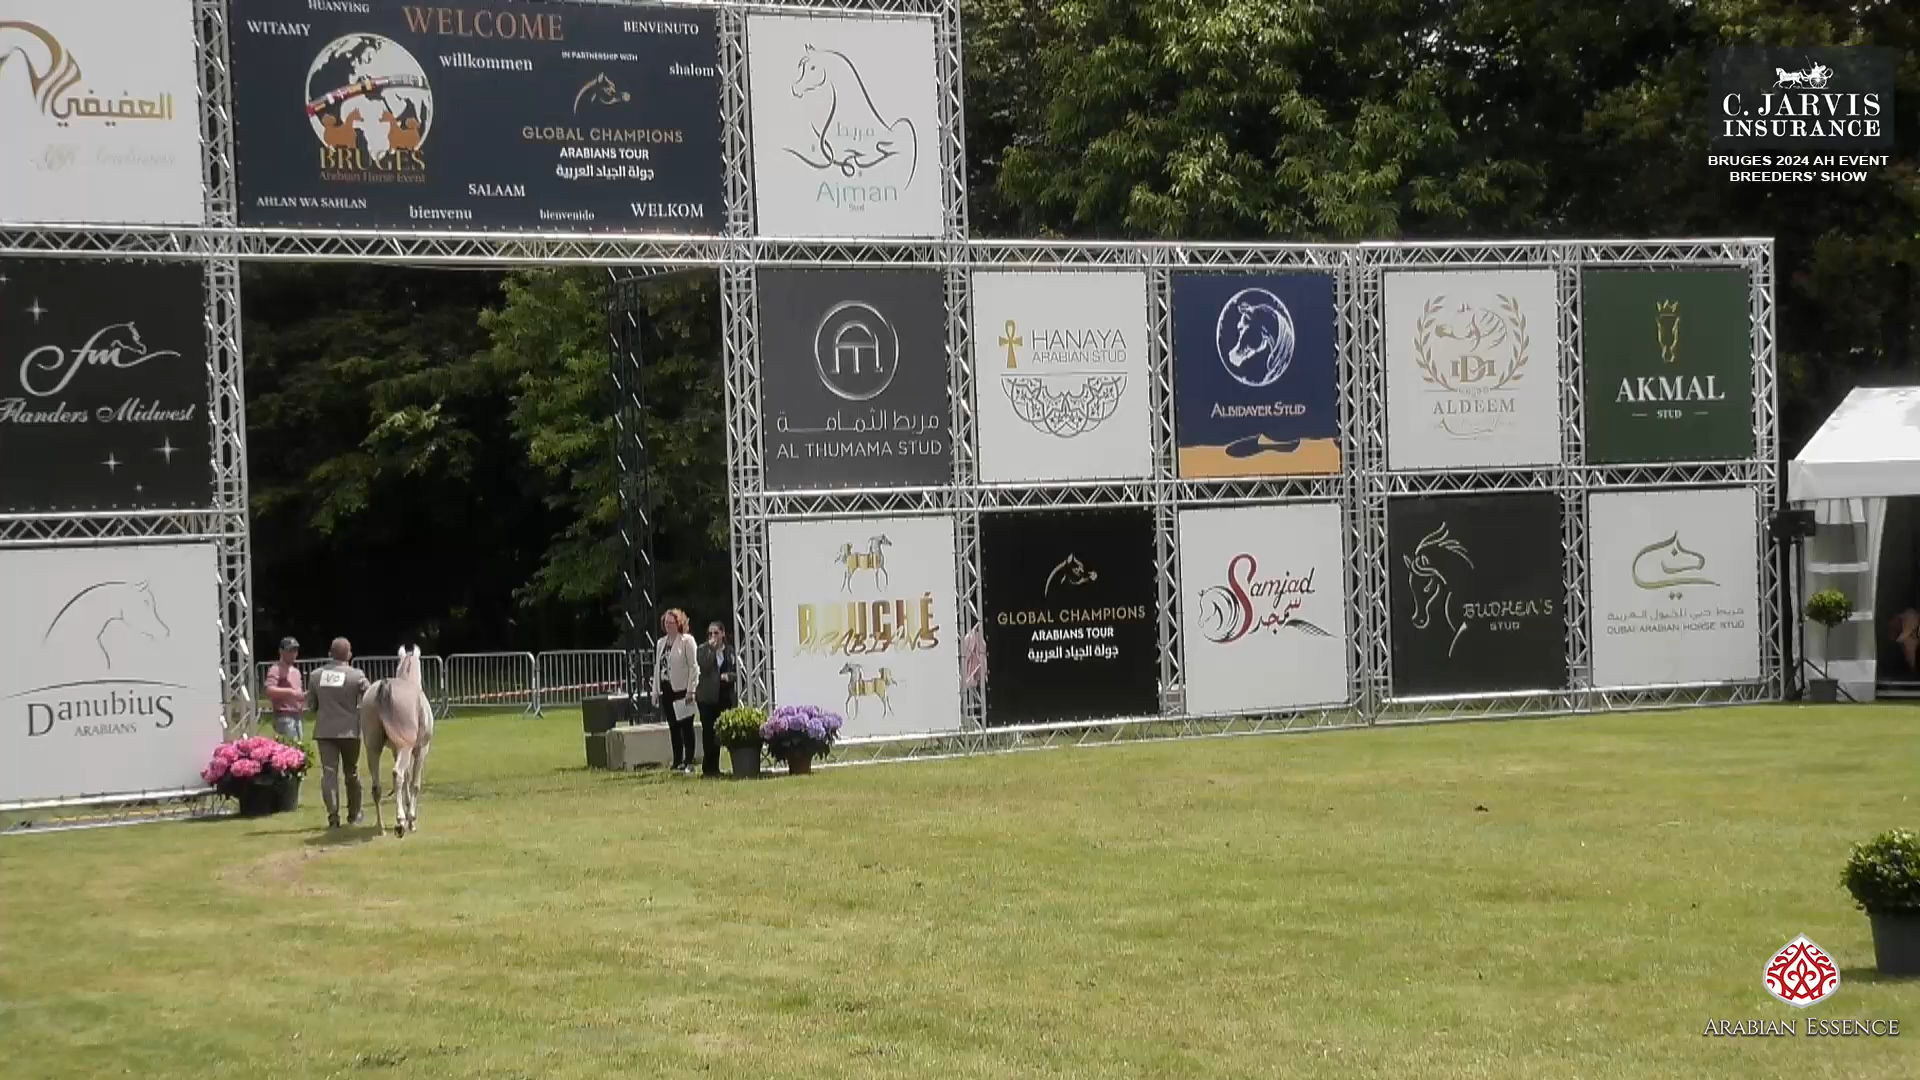 العفيفي
HUANYING
WITAMY
WELCOME
BENVENUTO
willkommen
IN PARTNERSHIP WITH
shalom
GLOBAL CHAMPIONS
ARABIANS TOUR
جولة الجياد العربية
BRUGES
Arabian Horse Event
SALAAM
AHLAN WA SAHLAN
bienvenu
bienvenido
WELKOM
مربط
عجمان
Ajman
Stud
C. JARVIS
INSURANCE
BRUGES 2024 AH EVENT
BREEDERS' SHOW
fm
Flanders Midwest
مربط الثمامة
AL THUMAMA STUD
HANAYA
ARABIAN STUD
ALBIDAYER STUD
ALDEEM
AKMAL
STUD
Danubius
ARABIANS
BOUCHÉ
ARABIANS
GLOBAL CHAMPIONS
ARABIANS TOUR
جولة الجياد العربية
Samjad
سمجد
BUDHEN'S
STUD
مربط دبي للخيول العربية
DUBAI ARABIAN HORSE STUD
ARABIAN ESSENCE